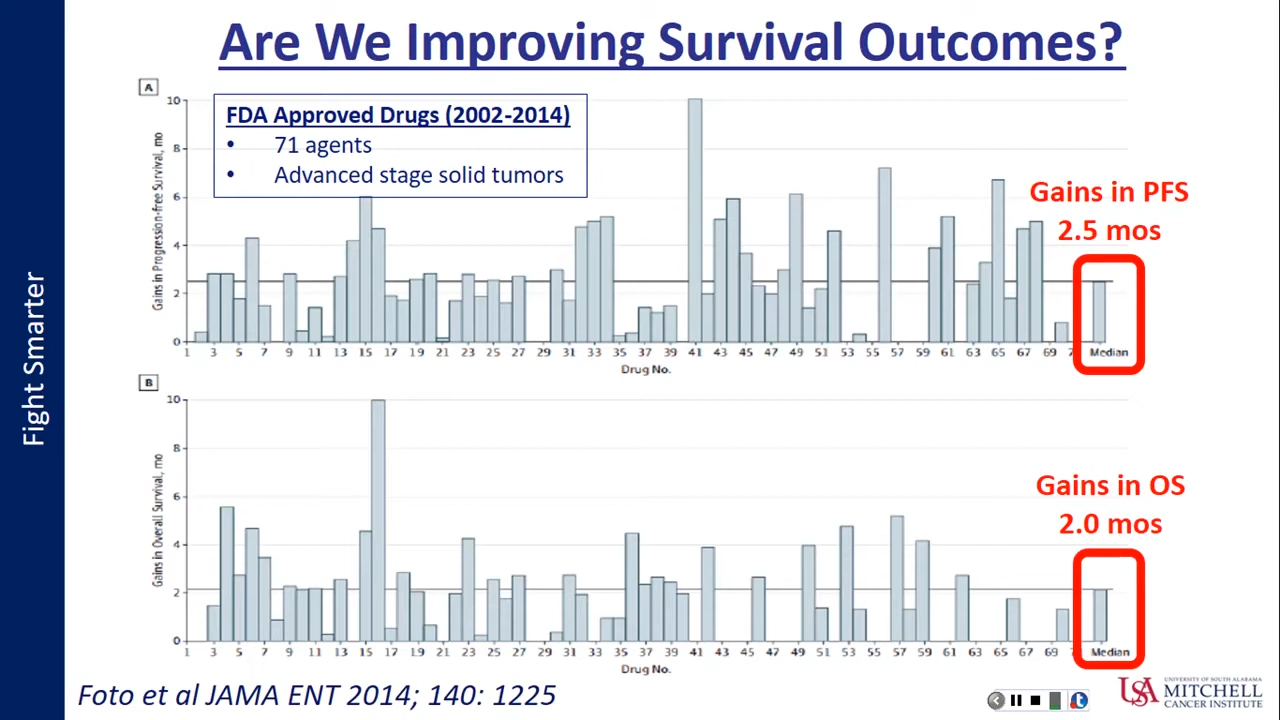 Are We Improving Survival Outcomes?
Fight Smarter
A
FDA Approved Drugs (2002-2014)
• 71 agents
• Advanced stage solid tumors
Gains in Progression-free Survival, mo
10
8
6
4
2
0
1 3 5 7 9 11 13 15 17 19 21 23 25 27 29 31 33 35 37 39 41 43 45 47 49 51 53 55 57 59 61 63 65 67 69 7 Median
Drug No.
Gains in PFS
2.5 mos
B
Gains in Overall Survival, mo
10
8
6
4
2
0
1 3 5 7 9 11 13 15 17 19 21 23 25 27 29 31 33 35 37 39 41 43 45 47 49 51 53 55 57 59 61 63 65 67 69 7 Median
Drug No.
Gains in OS
2.0 mos
Foto et al JAMA ENT 2014; 140: 1225
USA
UNIVERSITY OF SOUTH ALABAMA
MITCHELL
CANCER INSTITUTE